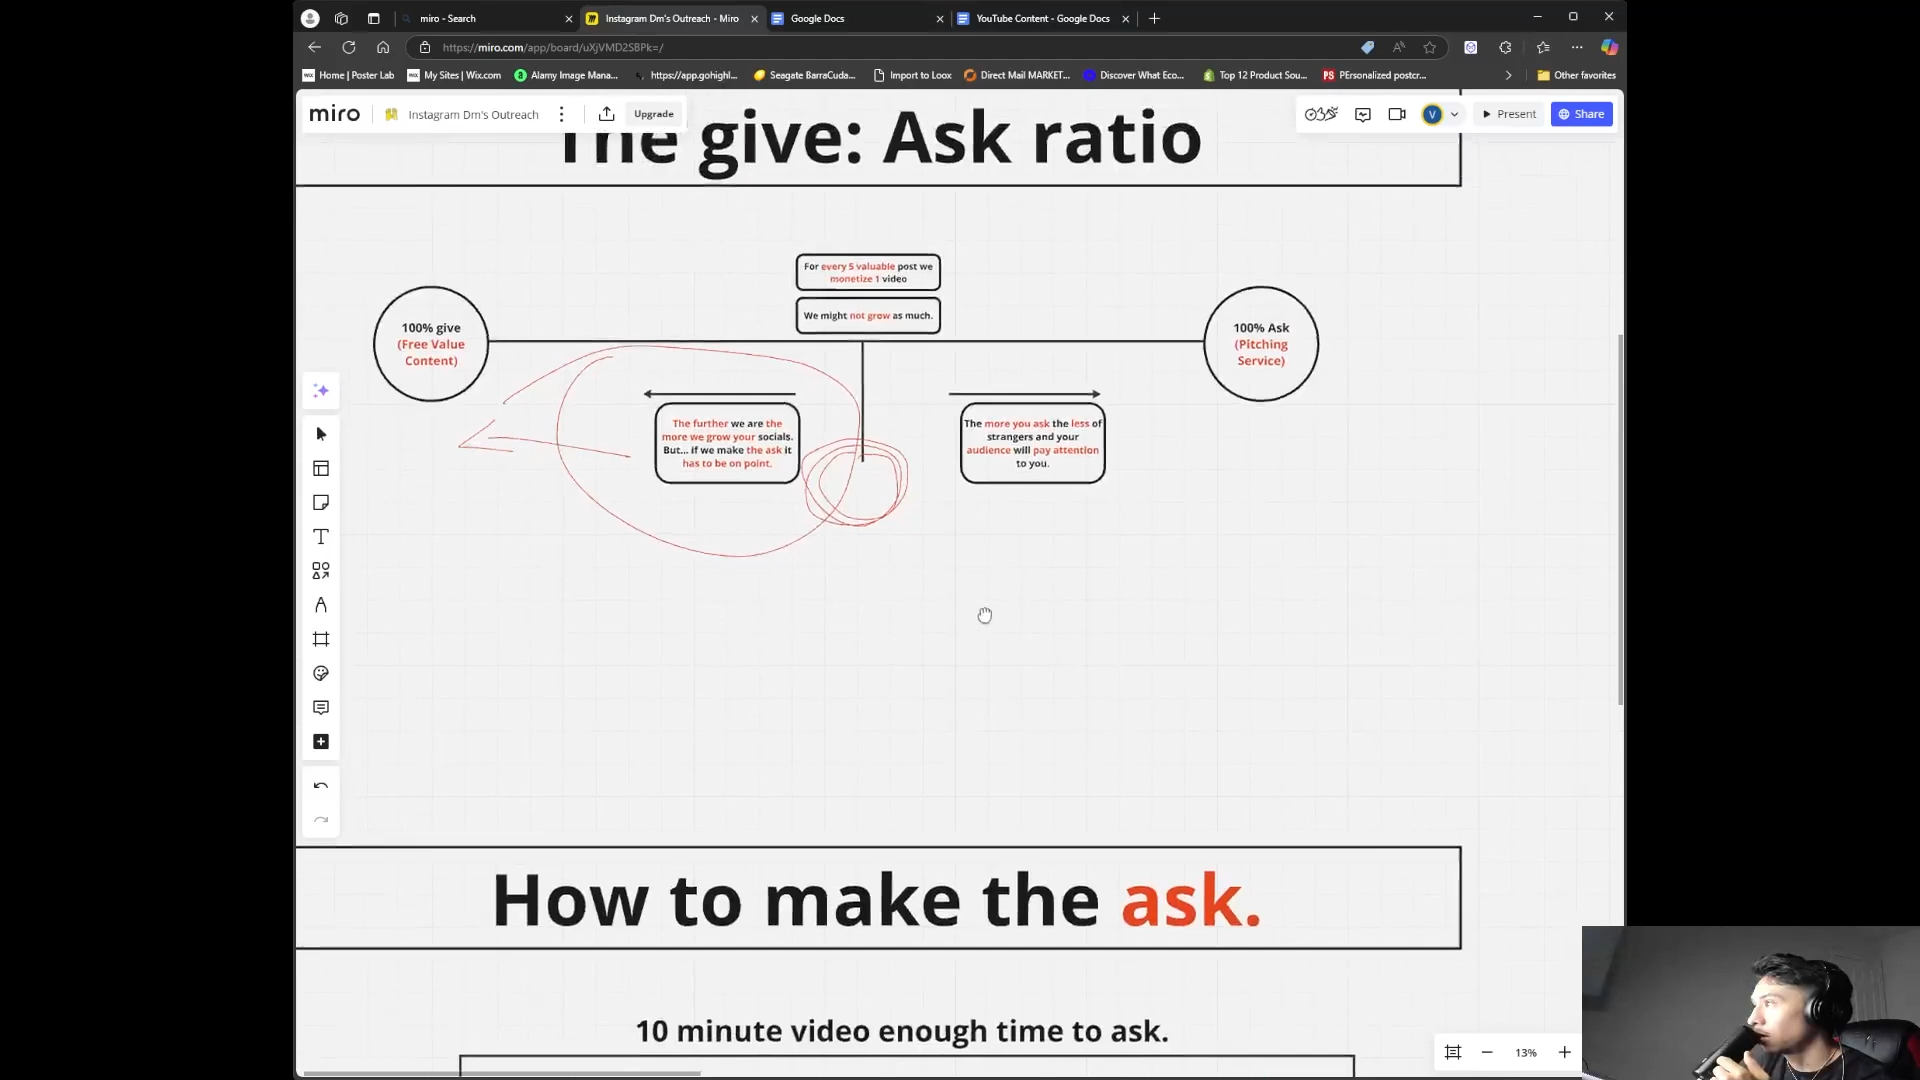 miro - Search
Instagram Dm's Outreach - Miro
Google Docs
YouTube Content - Google Docs
https://miro.com/app/board/uXjVMD2SBPk=/
Home | Poster Lab
My Sites | Wix.com
Alamy Image Mana...
https://app.gohighl...
Seagate BarraCuda...
Import to Loox
Direct Mail MARKET...
Discover What Eco...
Top 12 Product Sou...
PErsonalized postcr...
Other favorites
miro
Instagram Dm's Outreach
Upgrade
V
Present
Share
The give: Ask ratio
For every 5 valuable post we
monetize 1 video
We might not grow as much.
100% give
(Free Value
Content)
100% Ask
(Pitching
Service)
The further we are the
more we grow your socials.
But... if we make the ask it
has to be on point.
The more you ask the less of
strangers and your
audience will pay attention
to you.
How to make the ask.
10 minute video enough time to ask.
13%